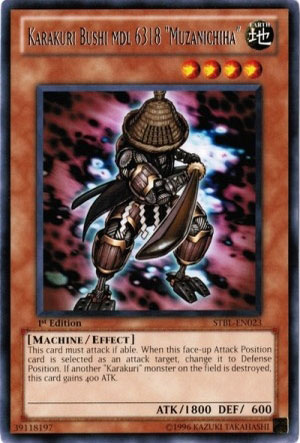 KARAKURI BUSHI MDL 6318 "MUZANICHIHA"
EARTH
地
1st Edition
STBL-EN023
[MACHINE/EFFECT]
This card must attack if able. When this face-up Attack Position
card is selected as an attack target, change it to Defense
Position. If another "Karakuri" monster on the field is destroyed,
this card gains 400 ATK.
ATK/1800 DEF/ 600
39118197
©1996 KAZUKI TAKAHASHI